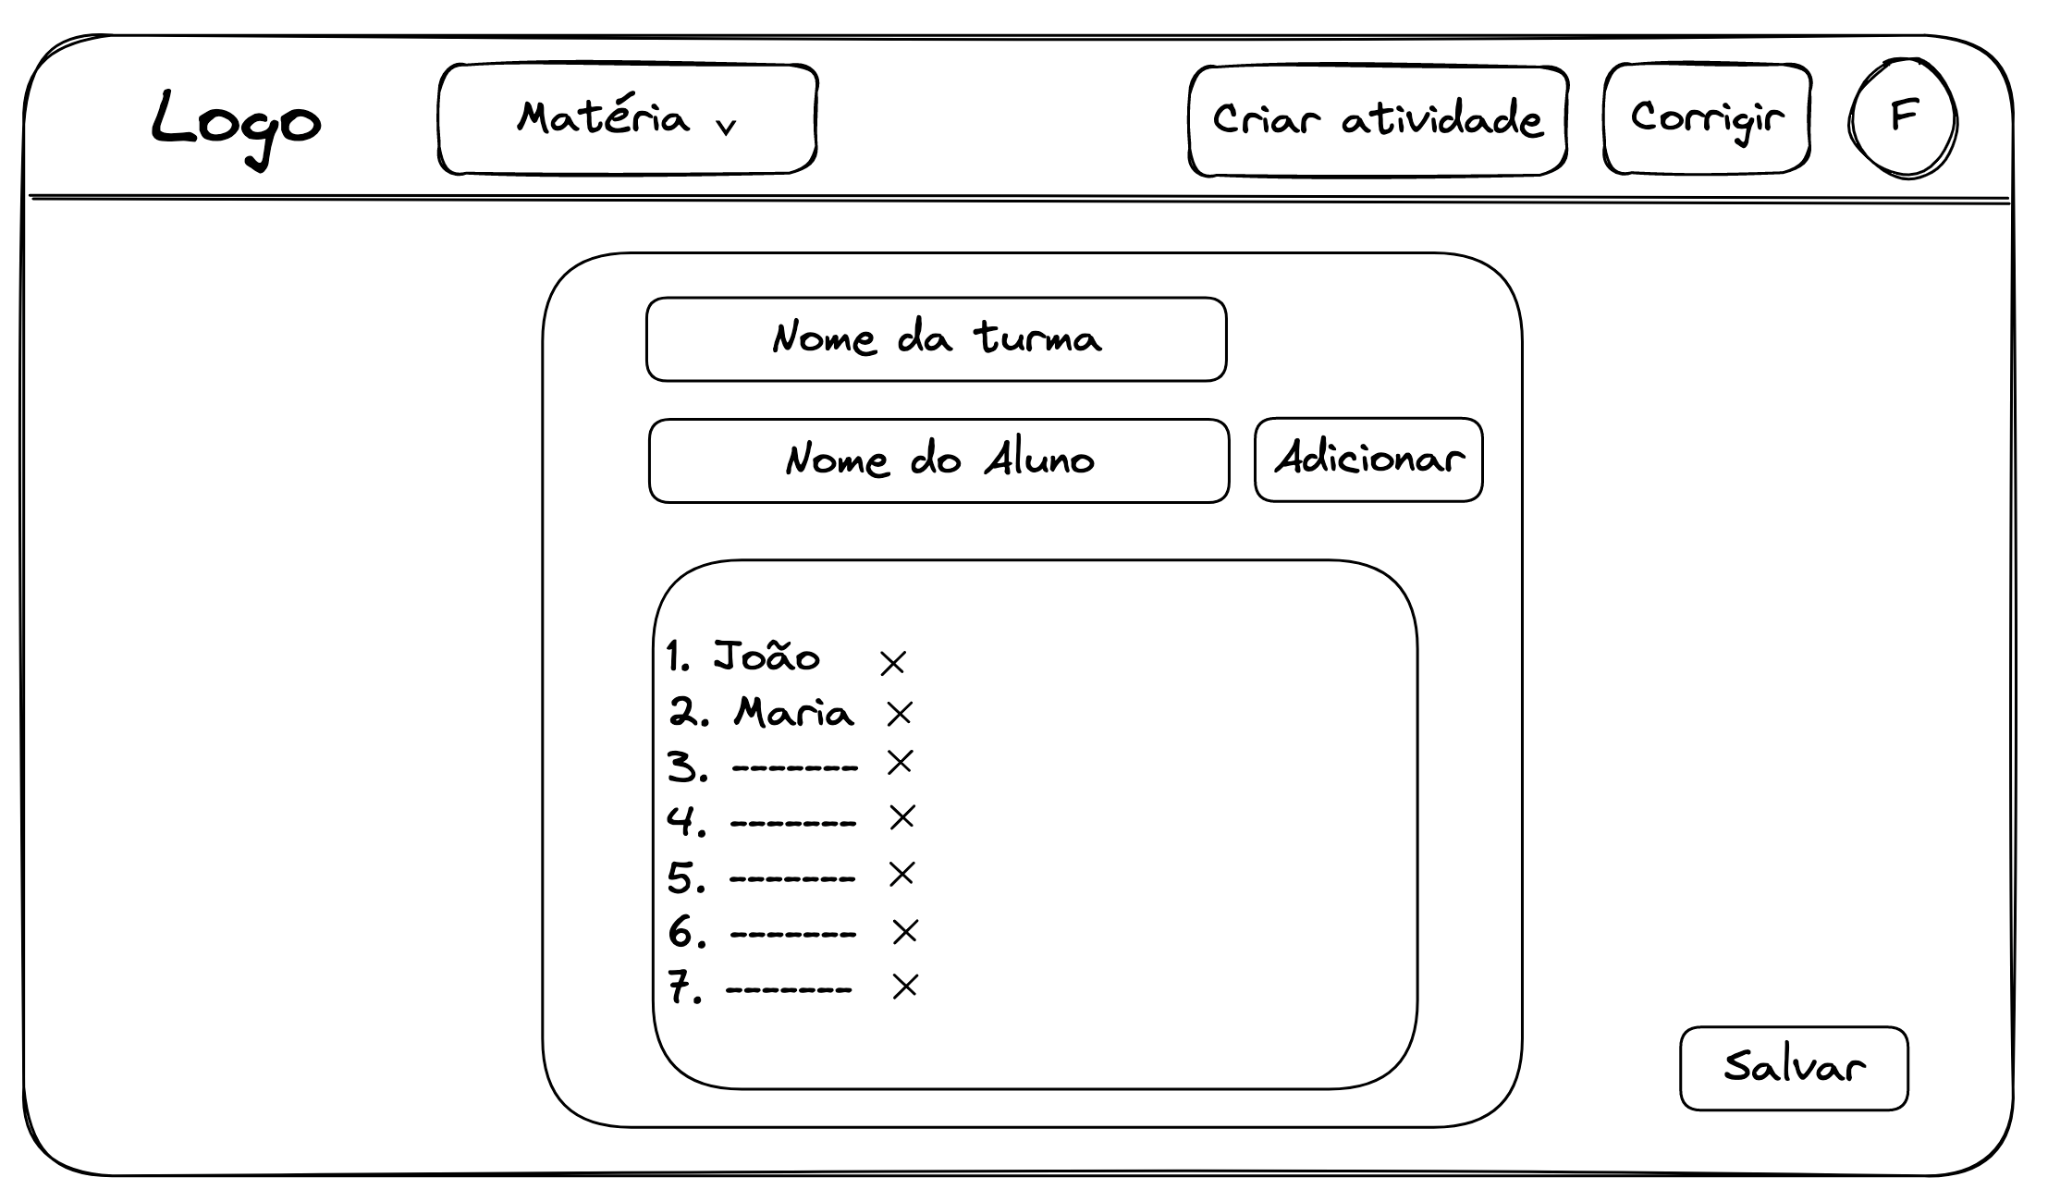 Logo
Matéria v
Criar atividade
Corrigir
F
Nome da turma
Nome do Aluno
Adicionar
1. João ×
2. Maria ×
3. ------- ×
4. ------- ×
5. ------- ×
6. ------- ×
7. ------- ×
Salvar